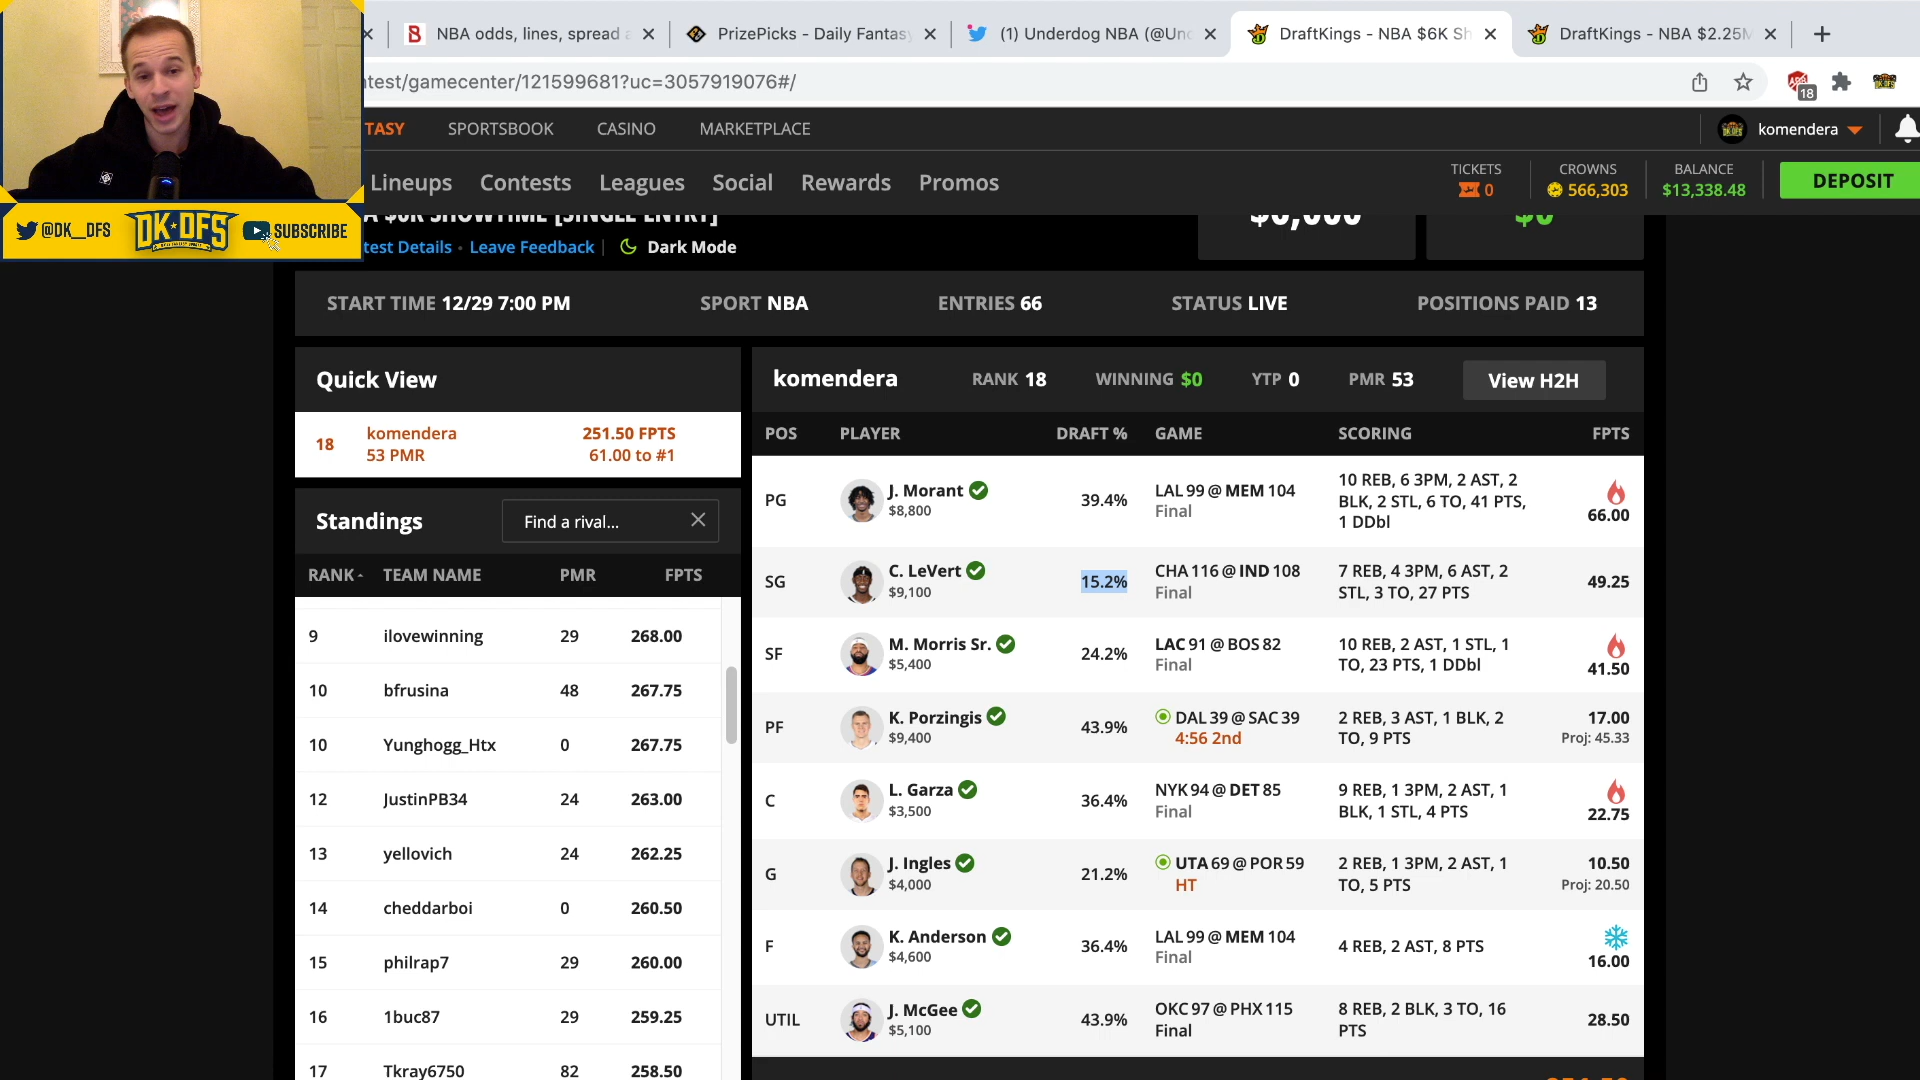 NBA odds, lines, spread a
PrizePicks - Daily Fantasy
(1) Underdog NBA (@Und
DraftKings - NBA $6K Sh
DraftKings - NBA $2.25M
test/gamecenter/121599681?uc=3057919076#/
18
TASY
SPORTSBOOK
CASINO
MARKETPLACE
komendera
Lineups
Contests
Leagues
Social
Rewards
Promos
TICKETS
0
CROWNS
566,303
BALANCE
$13,338.48
DEPOSIT
@DK__DFS
DK DFS
SUBSCRIBE
A $6K SHOWTIME [SINGLE ENTRY]
$6,000
$0
test Details • Leave Feedback | Dark Mode
START TIME 12/29 7:00 PM
SPORT NBA
ENTRIES 66
STATUS LIVE
POSITIONS PAID 13
Quick View
18
komendera
53 PMR
251.50 FPTS
61.00 to #1
Standings
Find a rival...
RANK TEAM NAME PMR FPTS
9 ilovewinning 29 268.00
10 bfrusina 48 267.75
10 Yunghogg_Htx 0 267.75
12 JustinPB34 24 263.00
13 yellovich 24 262.25
14 cheddarboi 0 260.50
15 philrap7 29 260.00
16 1buc87 29 259.25
17 Tkray6750 82 258.50
komendera
RANK 18
WINNING $0
YTP 0
PMR 53
View H2H
POS PLAYER DRAFT % GAME SCORING FPTS
PG
J. Morant
$8,800
39.4%
LAL 99 @ MEM 104
Final
10 REB, 6 3PM, 2 AST, 2
BLK, 2 STL, 6 TO, 41 PTS,
1 DDbl
66.00
SG
C. LeVert
$9,100
15.2%
CHA 116 @ IND 108
Final
7 REB, 4 3PM, 6 AST, 2
STL, 3 TO, 27 PTS
49.25
SF
M. Morris Sr.
$5,400
24.2%
LAC 91 @ BOS 82
Final
10 REB, 2 AST, 1 STL, 1
TO, 23 PTS, 1 DDbl
41.50
PF
K. Porzingis
$9,400
43.9%
DAL 39 @ SAC 39
4:56 2nd
2 REB, 3 AST, 1 BLK, 2
TO, 9 PTS
17.00
Proj: 45.33
C
L. Garza
$3,500
36.4%
NYK 94 @ DET 85
Final
9 REB, 1 3PM, 2 AST, 1
BLK, 1 STL, 4 PTS
22.75
G
J. Ingles
$4,000
21.2%
UTA 69 @ POR 59
HT
2 REB, 1 3PM, 2 AST, 1
TO, 5 PTS
10.50
Proj: 20.50
F
K. Anderson
$4,600
36.4%
LAL 99 @ MEM 104
Final
4 REB, 2 AST, 8 PTS
16.00
UTIL
J. McGee
$5,100
43.9%
OKC 97 @ PHX 115
Final
8 REB, 2 BLK, 3 TO, 16
PTS
28.50